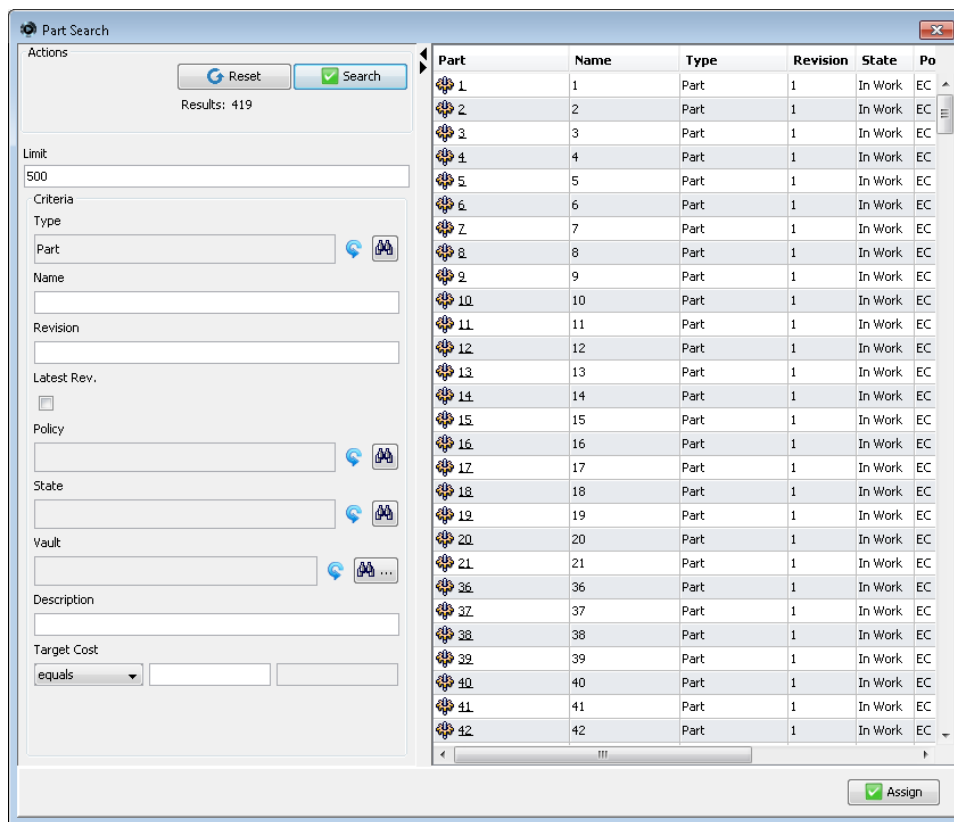 Part Search
Actions
Reset Search
Results: 419
Limit
500
Criteria
Type
Part
Name
Revision
Latest Rev.
Policy
State
Vault
...
Description
Target Cost
equals
Part Name Type Revision State Po
1 1 Part 1 In Work EC
2 2 Part 1 In Work EC
3 3 Part 1 In Work EC
4 4 Part 1 In Work EC
5 5 Part 1 In Work EC
6 6 Part 1 In Work EC
7 7 Part 1 In Work EC
8 8 Part 1 In Work EC
9 9 Part 1 In Work EC
10 10 Part 1 In Work EC
11 11 Part 1 In Work EC
12 12 Part 1 In Work EC
13 13 Part 1 In Work EC
14 14 Part 1 In Work EC
15 15 Part 1 In Work EC
16 16 Part 1 In Work EC
17 17 Part 1 In Work EC
18 18 Part 1 In Work EC
19 19 Part 1 In Work EC
20 20 Part 1 In Work EC
21 21 Part 1 In Work EC
36 36 Part 1 In Work EC
37 37 Part 1 In Work EC
38 38 Part 1 In Work EC
39 39 Part 1 In Work EC
40 40 Part 1 In Work EC
41 41 Part 1 In Work EC
42 42 Part 1 In Work EC
Assign